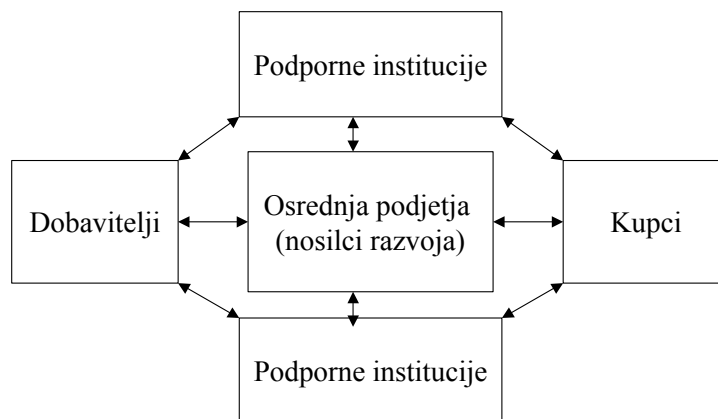 Podporne institucije
Dobavitelji
Osrednja podjetja
(nosilci razvoja)
Kupci
Podporne institucije